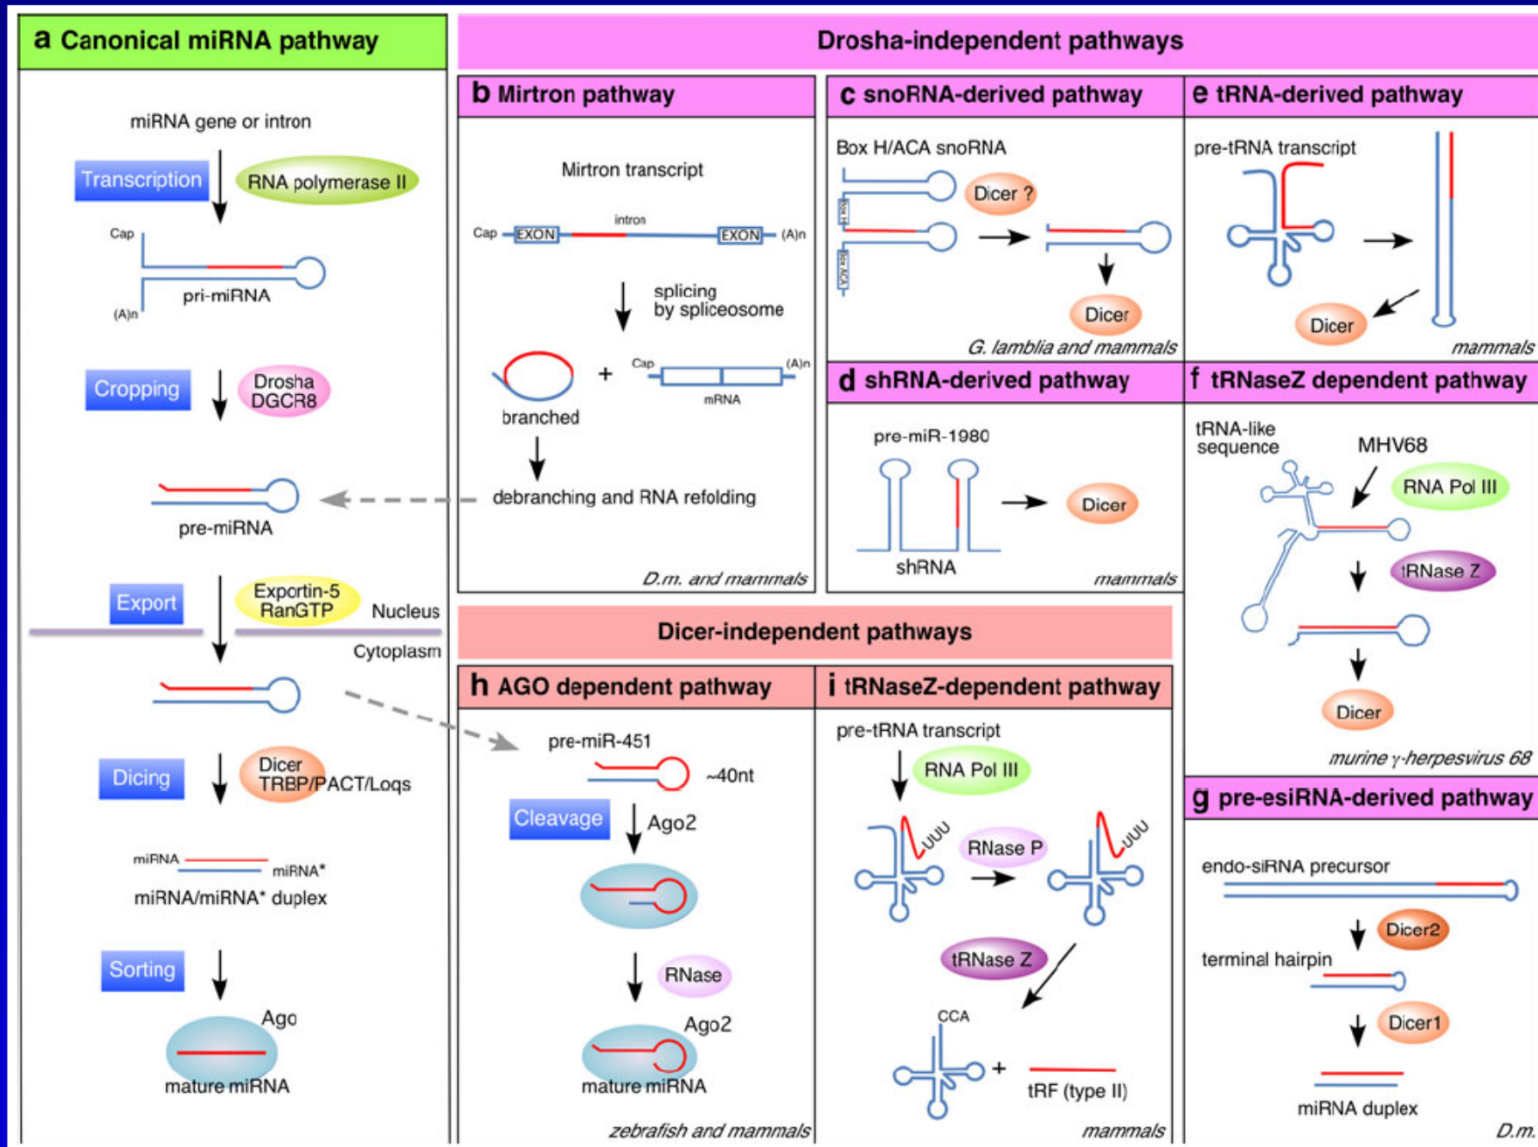 a Canonical miRNA pathway
miRNA gene or intron
Transcription
RNA polymerase II
Cap
pri-miRNA
(A)n
Cropping
Drosha
DGCR8
pre-miRNA
Export
Exportin-5
RanGTP
Nucleus
Cytoplasm
Dicing
Dicer
TRBP/PACT/Loqs
miRNA
miRNA*
miRNA/miRNA* duplex
Sorting
Ago
mature miRNA
Drosha-independent pathways
b Mirtron pathway
Mirtron transcript
intron
Cap EXON EXON (A)n
splicing
by spliceosome
+
Cap (A)n
mRNA
branched
debranching and RNA refolding
D.m. and mammals
c snoRNA-derived pathway
Box H/ACA snoRNA
Dicer ?
Box H
Box ACA
Dicer
G. lamblia and mammals
d shRNA-derived pathway
pre-miR-1980
Dicer
shRNA
mammals
e tRNA-derived pathway
pre-tRNA transcript
Dicer
mammals
f tRNaseZ dependent pathway
tRNA-like
sequence
MHV68
RNA Pol III
tRNase Z
Dicer
murine γ-herpesvirus 68
g pre-esiRNA-derived pathway
endo-siRNA precursor
Dicer2
terminal hairpin
Dicer1
miRNA duplex
D.m.
Dicer-independent pathways
h AGO dependent pathway
pre-miR-451
~40nt
Cleavage
Ago2
RNase
Ago2
mature miRNA
zebrafish and mammals
i tRNaseZ-dependent pathway
pre-tRNA transcript
RNA Pol III
UUU
RNase P
UUU
tRNase Z
CCA
+
tRF (type II)
mammals